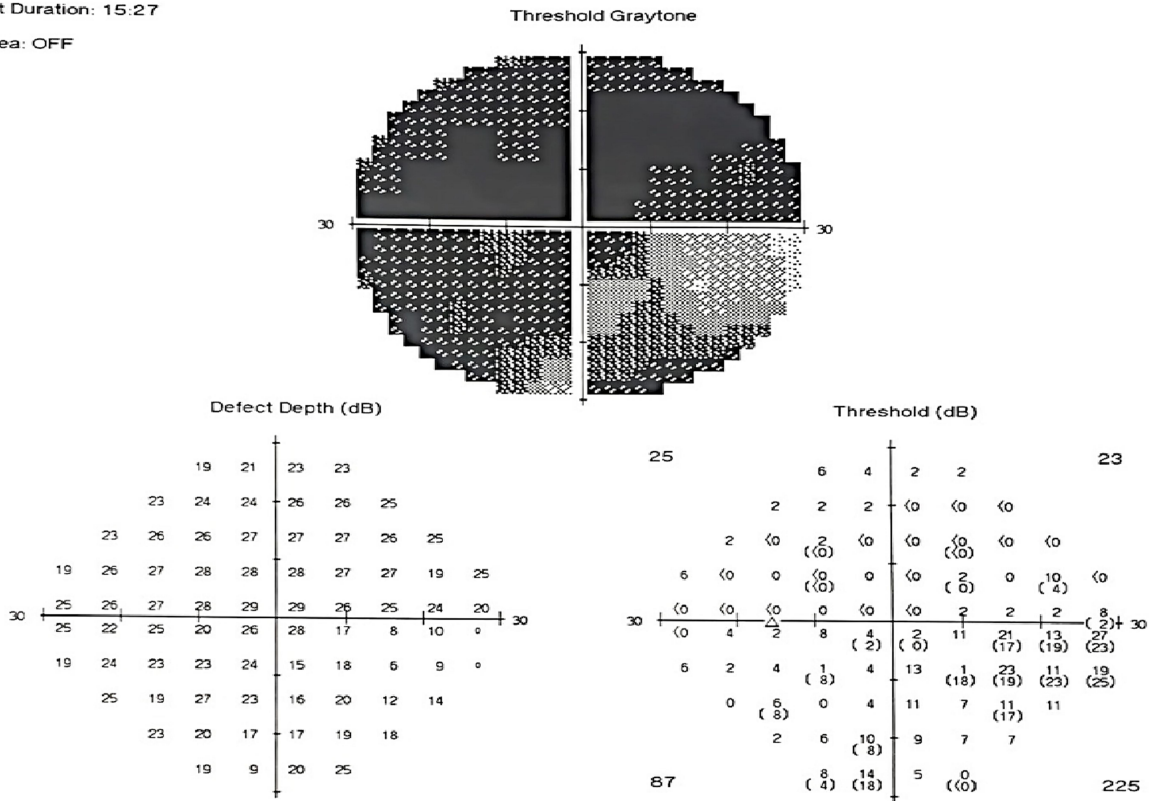 t Duration: 15:27
Threshold Graytone
ea: OFF
30 30
Defect Depth (dB)
Threshold (dB)
19 21 23 23
23 24 24 26 26 25
23 26 26 27 27 27 26 25
19 26 27 28 28 28 27 27 19 25
25 26 27 28 29 29 26 25 24 20
30 30
25 22 25 20 26 28 17 8 10 0
19 24 23 23 24 15 18 6 9 0
25 19 27 23 16 20 12 14
23 20 17 17 19 18
19 9 20 25
25 23
6 4 2 2
2 2 2 <0 <0 <0
2 <0 2 <0 <0 <0 <0 <0
(<0) (<0)
6 <0 0 <0 0 <0 2 0 10 <0
(<0) ( 0) ( 4)
<0 <0 <0 0 <0 2 2 2 8
30 ( 2) 30
<0 4 2 8 4 2 11 21 13 27
( 2) ( 0) (17) (19) (23)
6 2 4 1 4 13 1 23 11 19
( 8) (18) (19) (23) (25)
0 6 0 4 11 7 11 11
( 8) (17)
2 6 10 9 7 7
( 8)
8 14 5 0
( 4) (18) (<0)
87 225